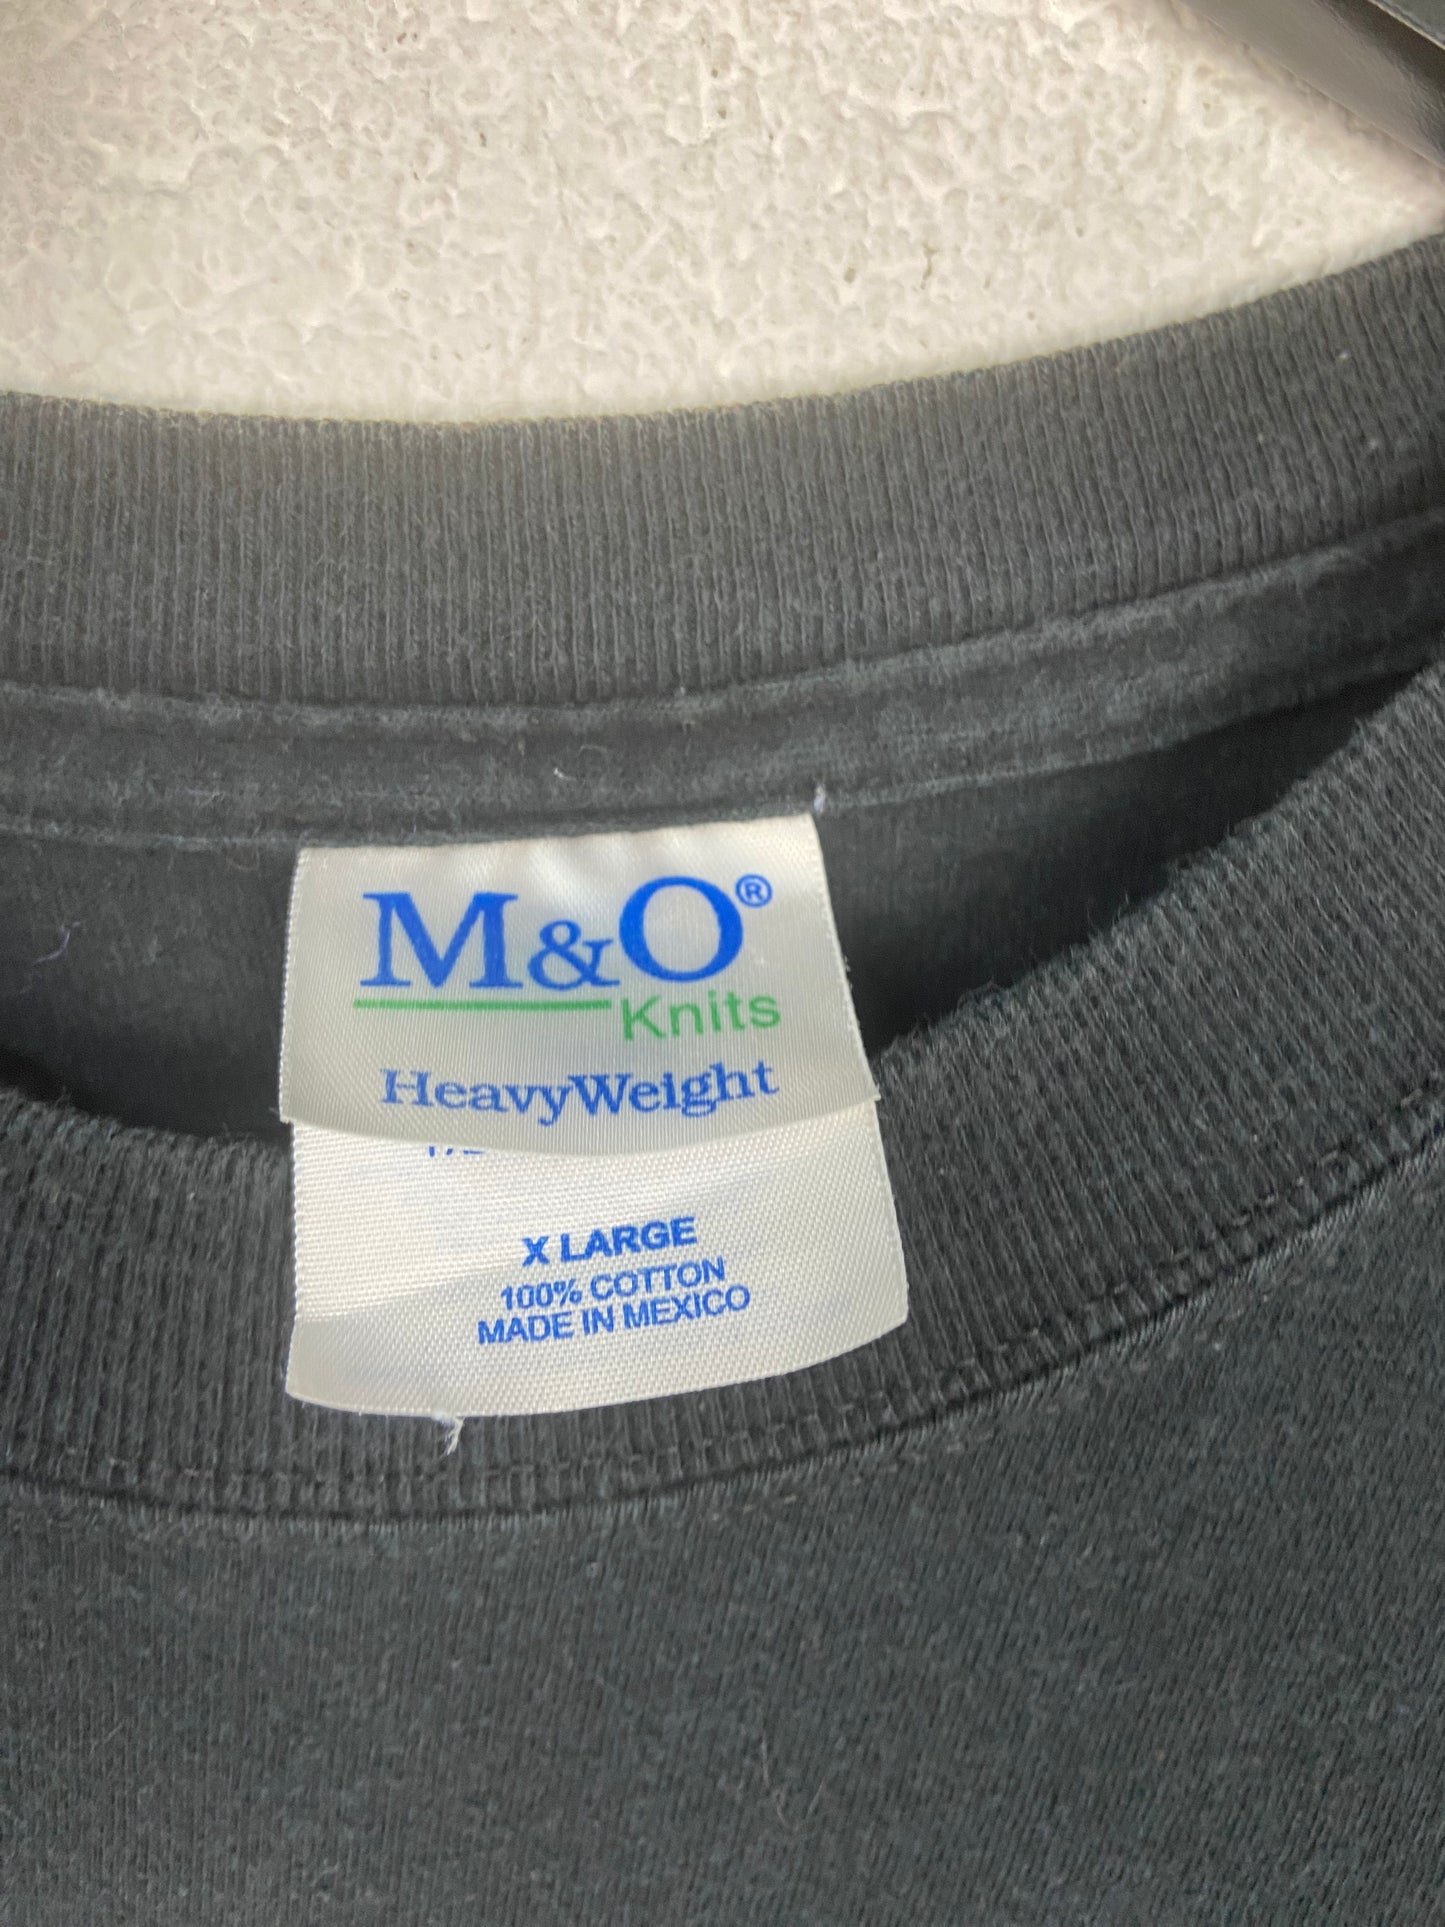 M&O®
Knits
HeavyWeight
X LARGE
100% COTTON
MADE IN MEXICO